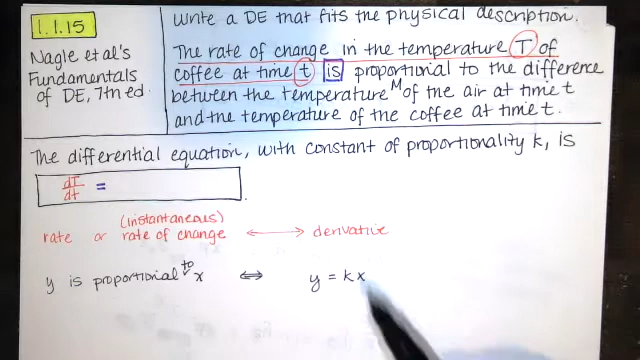 1.1.15
Nagle et al's
Fundamentals
of DE, 7th ed.
Write a DE that fits the physical description.
The rate of change in the temperature T of
coffee at time t is proportional to the difference
between the temperature M of the air at time t
and the temperature of the coffee at time t.
The differential equation, with constant of proportionality k, is
dT/dt = .
(instantaneous)
rate or rate of change ⟷ derivative
y is proportional to x ⟺ y = kx